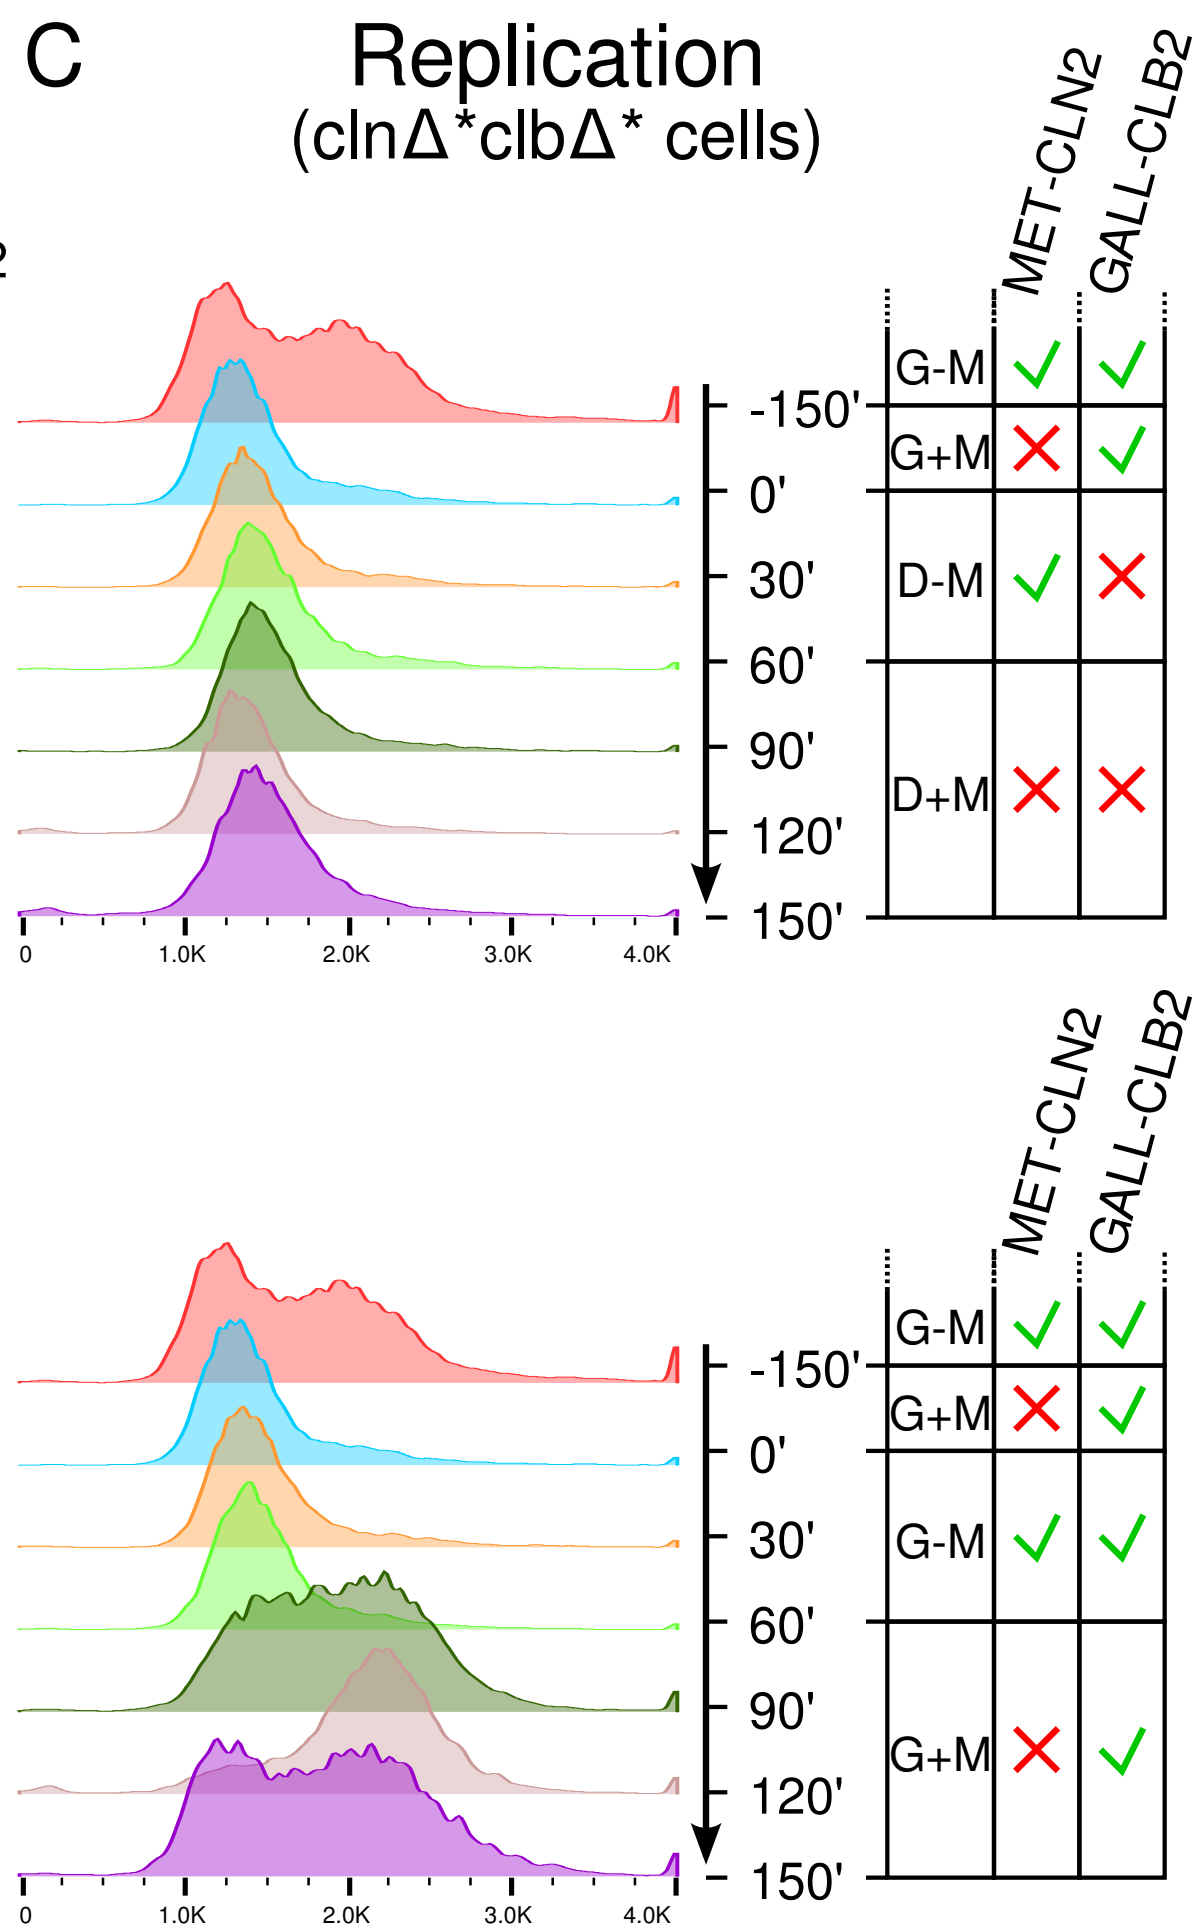 C
Replication
(clnΔ*clbΔ* cells)
MET-CLN2
GALL-CLB2
G-M
-150'
G+M
0'
D-M
30'
60'
90'
D+M
120'
150'
0 1.0K 2.0K 3.0K 4.0K
MET-CLN2
GALL-CLB2
G-M
-150'
G+M
0'
G-M
30'
60'
90'
G+M
120'
150'
0 1.0K 2.0K 3.0K 4.0K